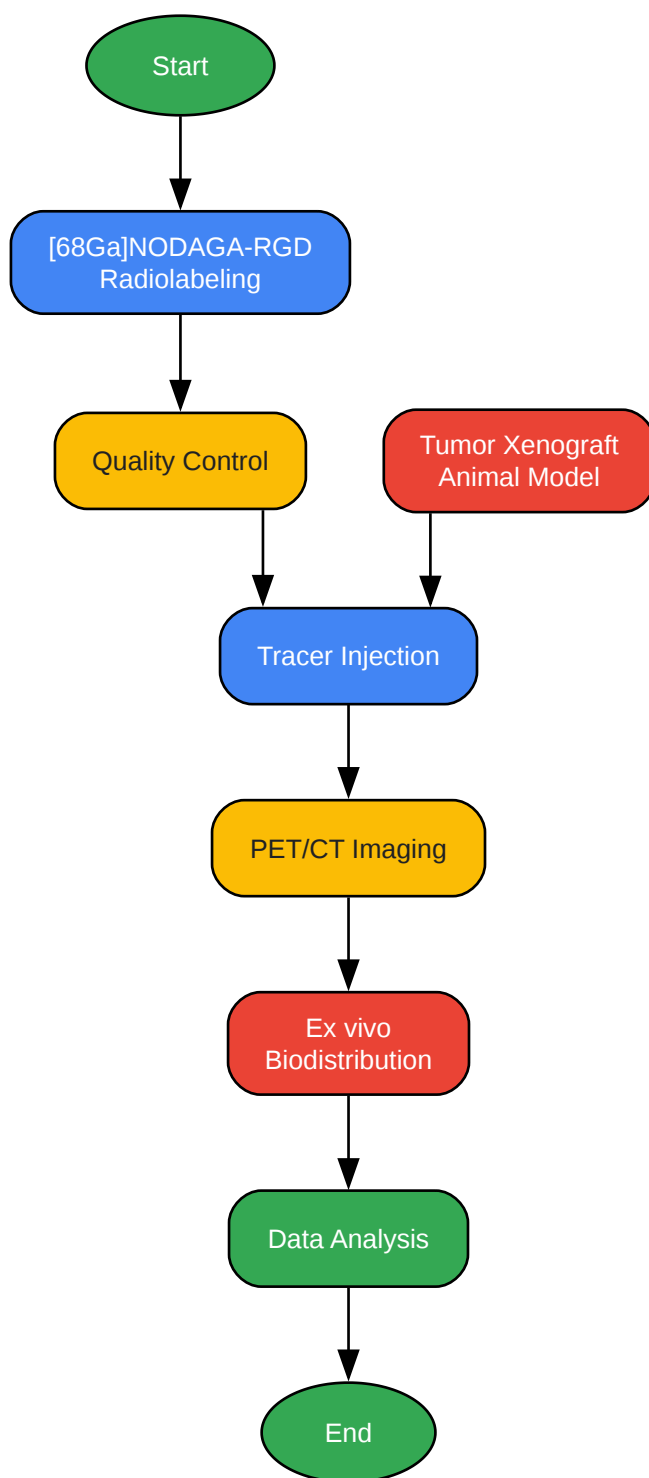 Start
[68Ga]NODAGA-RGD
Radiolabeling
Quality Control
Tumor Xenograft
Animal Model
Tracer Injection
PET/CT Imaging
Ex vivo
Biodistribution
Data Analysis
End